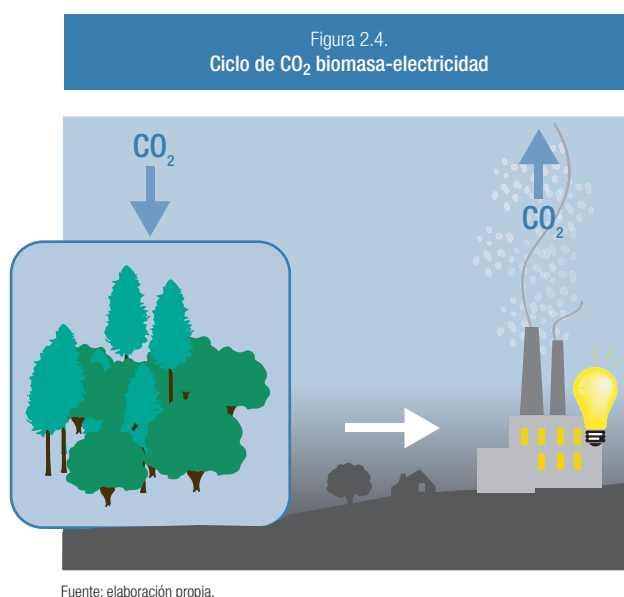 Figura 2.4.
Ciclo de CO₂ biomasa-electricidad
CO₂
CO₂
Fuente: elaboración propia.